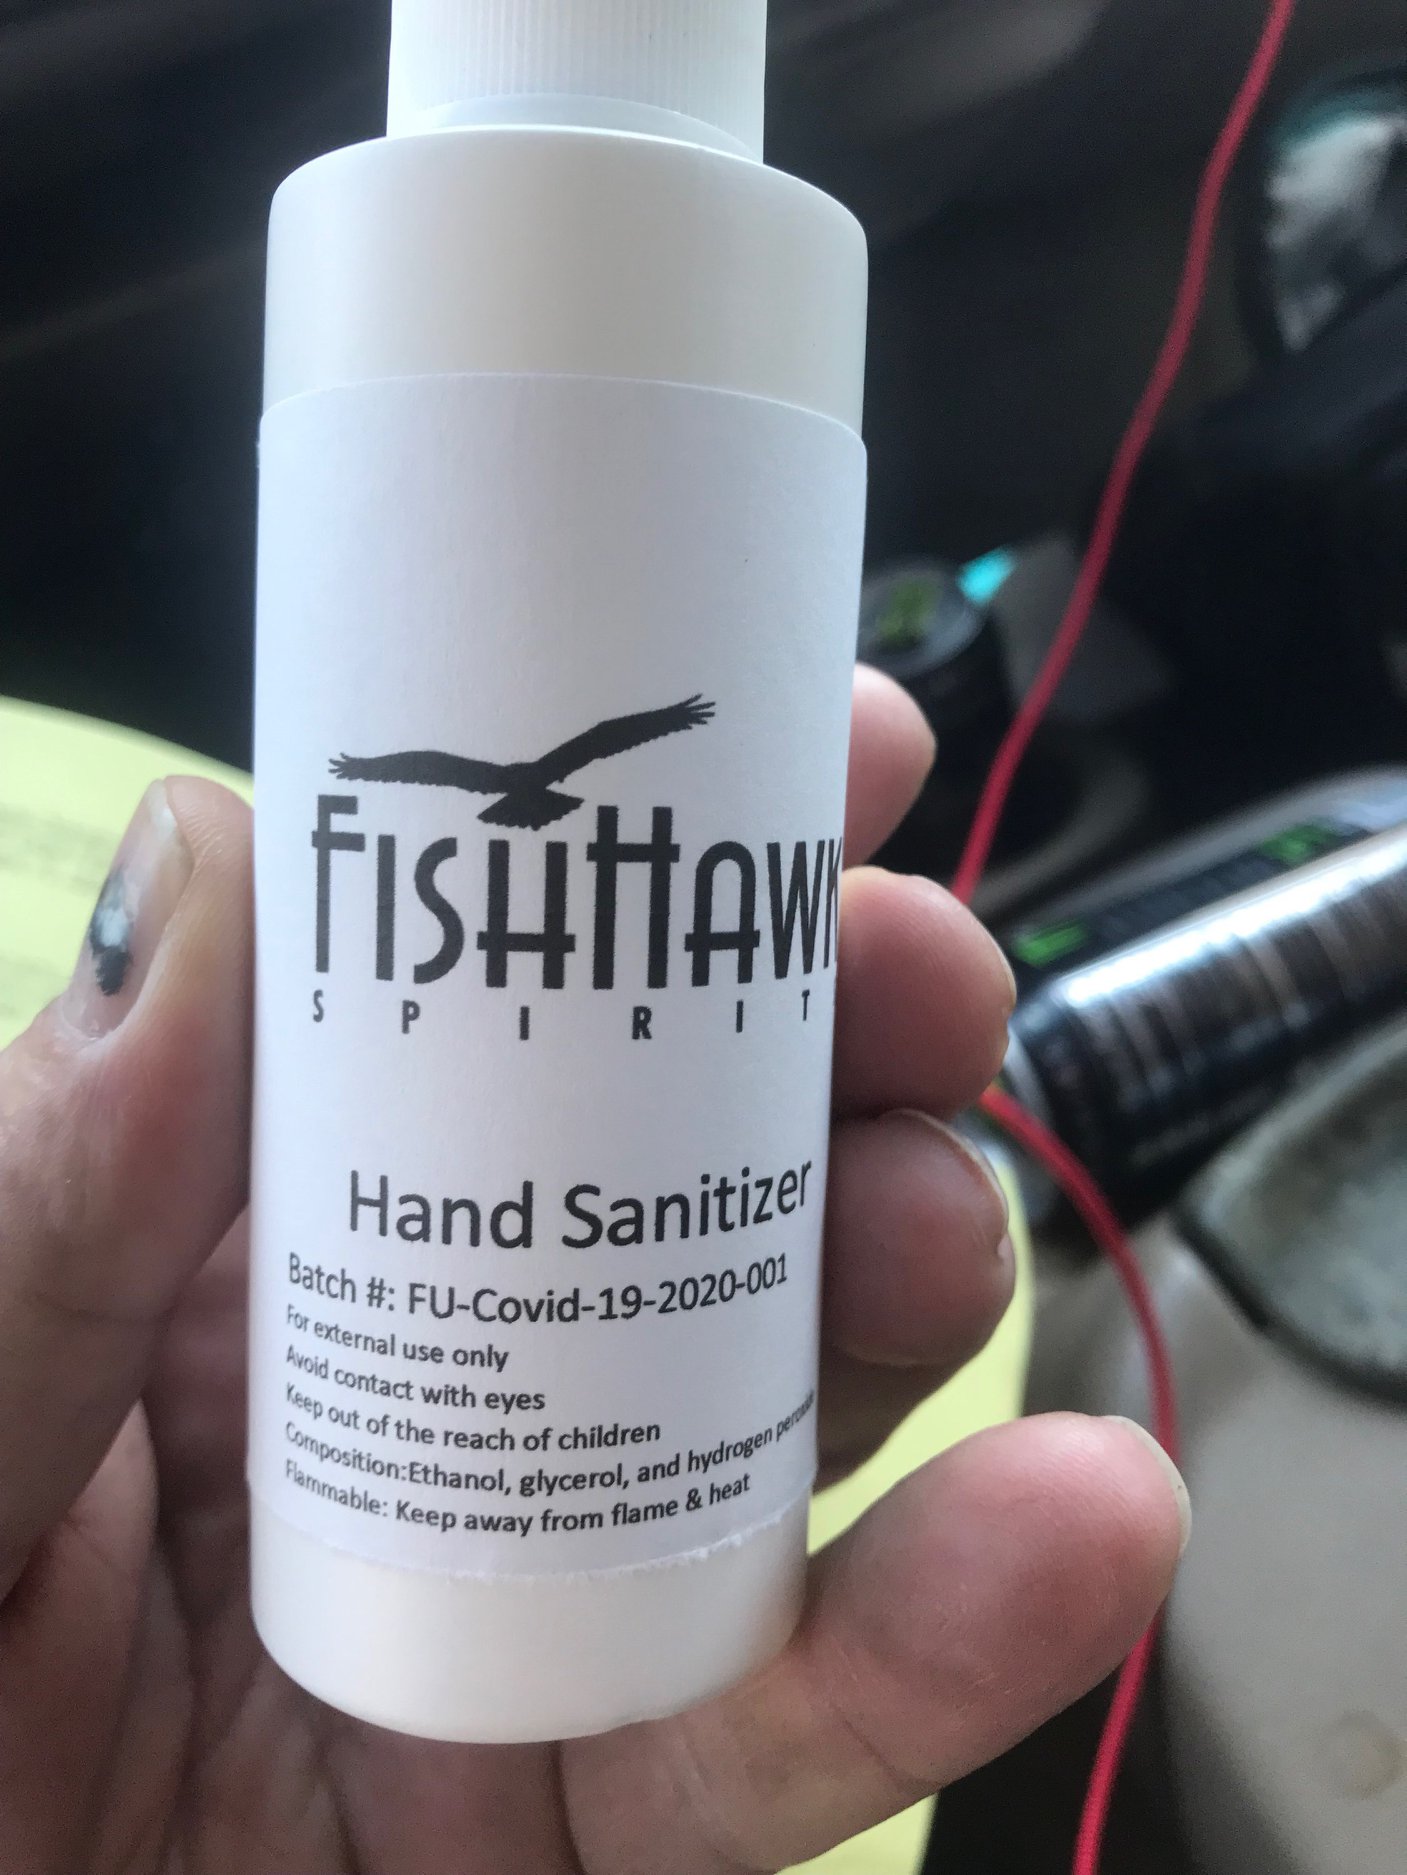 FISHHAWK
SPIRIT
Hand Sanitizer
Batch #: FU-Covid-19-2020-001
For external use only
Avoid contact with eyes
Keep out of the reach of children
Composition:Ethanol, glycerol, and hydrogen peroxide
Flammable: Keep away from flame & heat